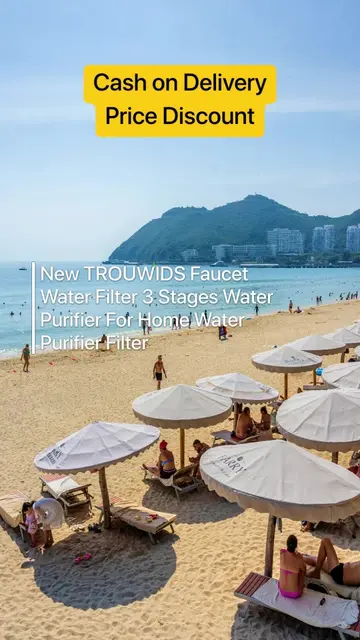 Cash on Delivery
Price Discount
New TROUWIDS Faucet
Water Filter 3 Stages Water
Purifier For Home Water
Purifier Filter